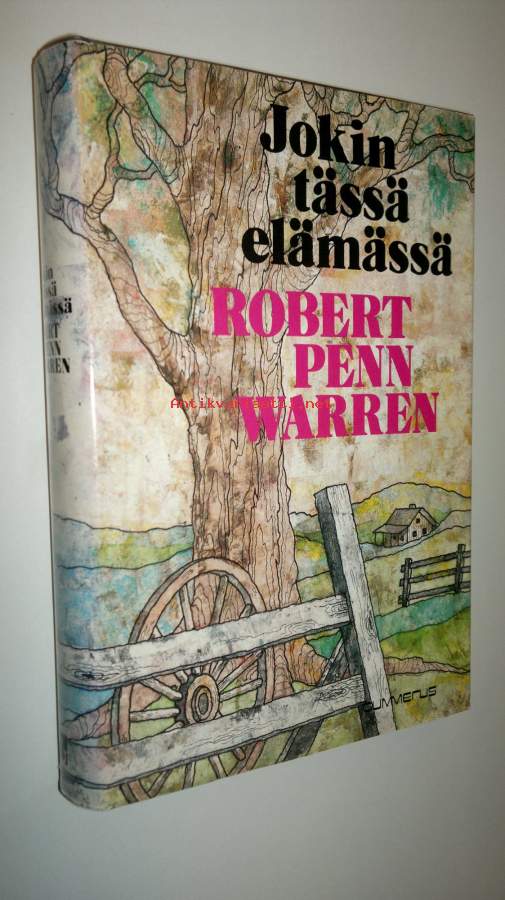 Jokin
tässä
elämässä
ROBERT
PENN
WARREN
GUMMERUS